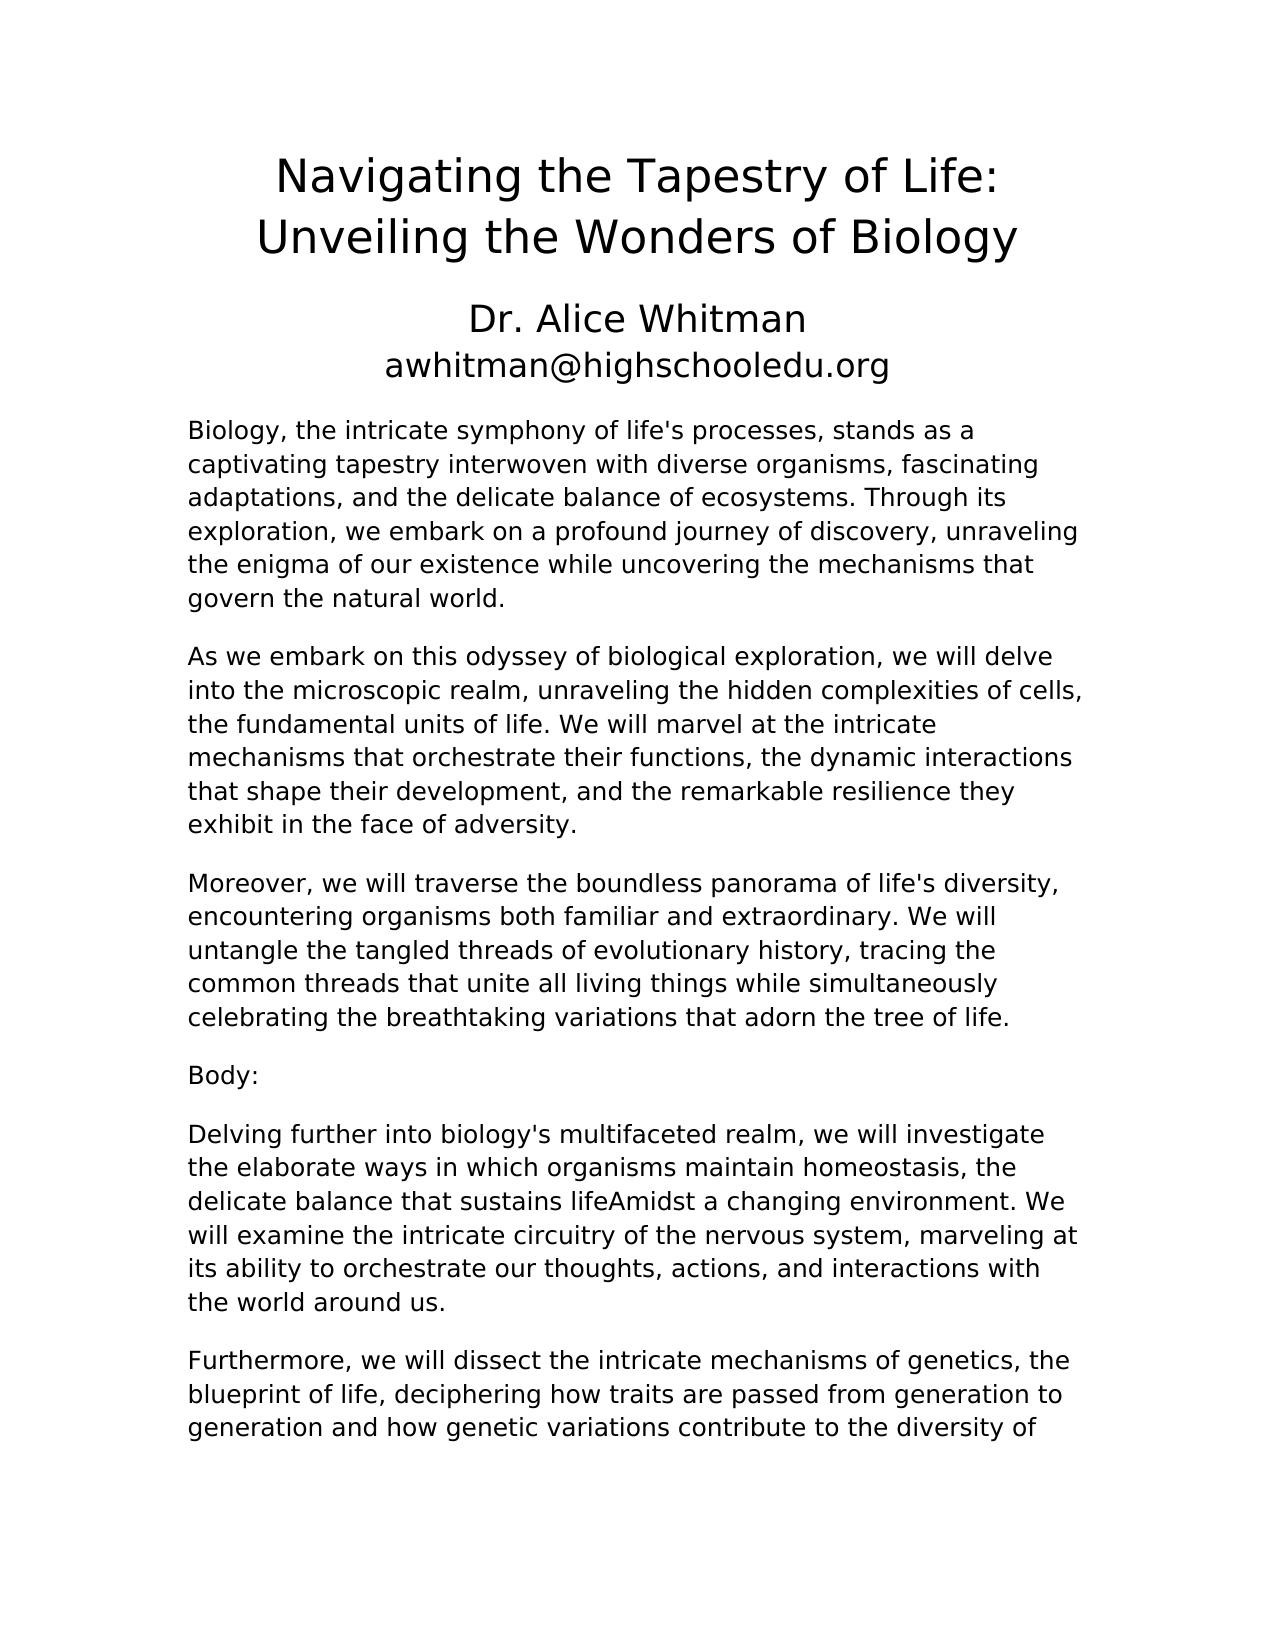 Navigating the Tapestry of Life:
Unveiling the Wonders of Biology
Dr. Alice Whitman
awhitman@highschooledu.org
Biology, the intricate symphony of life's processes, stands as a
captivating tapestry interwoven with diverse organisms, fascinating
adaptations, and the delicate balance of ecosystems. Through its
exploration, we embark on a profound journey of discovery, unraveling
the enigma of our existence while uncovering the mechanisms that
govern the natural world.
As we embark on this odyssey of biological exploration, we will delve
into the microscopic realm, unraveling the hidden complexities of cells,
the fundamental units of life. We will marvel at the intricate
mechanisms that orchestrate their functions, the dynamic interactions
that shape their development, and the remarkable resilience they
exhibit in the face of adversity.
Moreover, we will traverse the boundless panorama of life's diversity,
encountering organisms both familiar and extraordinary. We will
untangle the tangled threads of evolutionary history, tracing the
common threads that unite all living things while simultaneously
celebrating the breathtaking variations that adorn the tree of life.
Body:
Delving further into biology's multifaceted realm, we will investigate
the elaborate ways in which organisms maintain homeostasis, the
delicate balance that sustains lifeAmidst a changing environment. We
will examine the intricate circuitry of the nervous system, marveling at
its ability to orchestrate our thoughts, actions, and interactions with
the world around us.
Furthermore, we will dissect the intricate mechanisms of genetics, the
blueprint of life, deciphering how traits are passed from generation to
generation and how genetic variations contribute to the diversity of